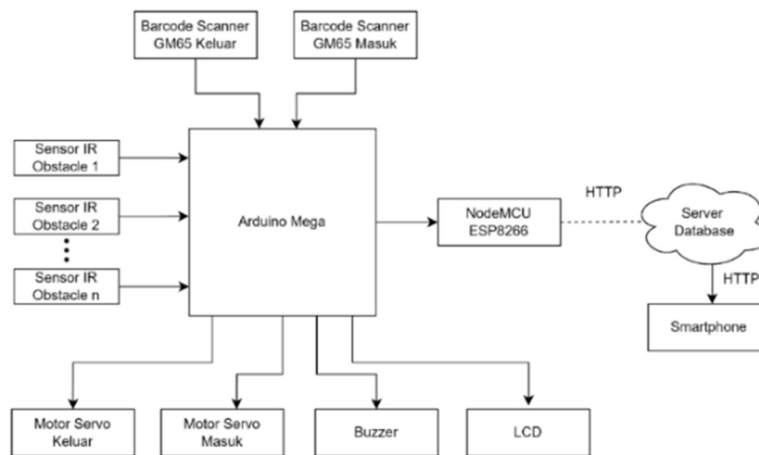 Barcode Scanner
GM65 Keluar
Barcode Scanner
GM65 Masuk
Sensor IR
Obstacle 1
Sensor IR
Obstacle 2
Sensor IR
Obstacle n
Arduino Mega
NodeMCU
ESP8266
HTTP
Server
Database
HTTP
Smartphone
Motor Servo
Keluar
Motor Servo
Masuk
Buzzer
LCD